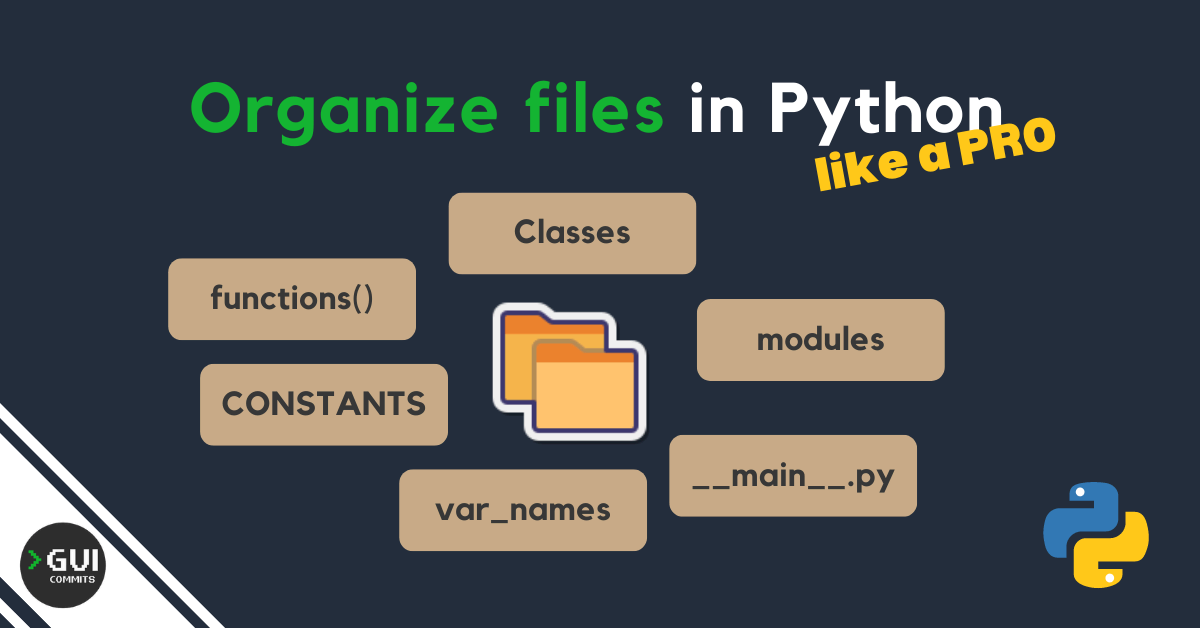 Organize files in Python
like a PRO
Classes
functions()
modules
CONSTANTS
__main__.py
var_names
>GUI
COMMITS